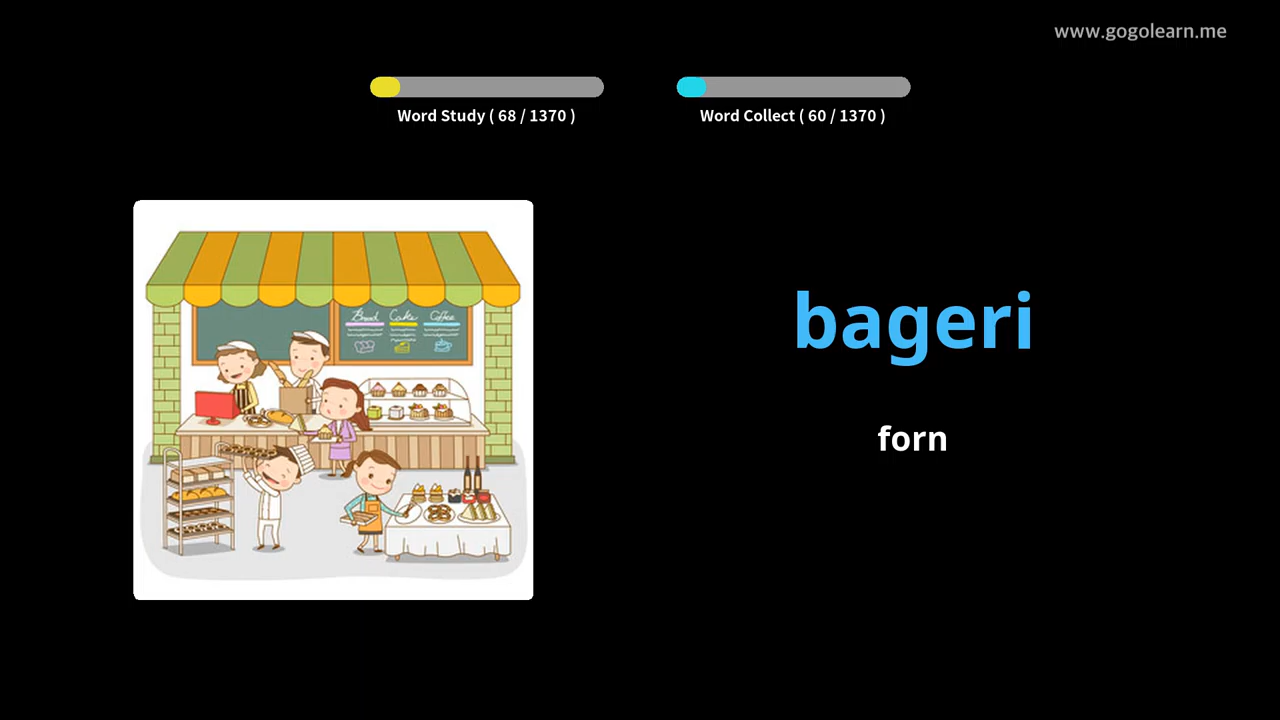 www.gogolearn.me
Word Study ( 68 / 1370 )
Word Collect ( 60 / 1370 )
Bread Cake Coffee
bageri
forn